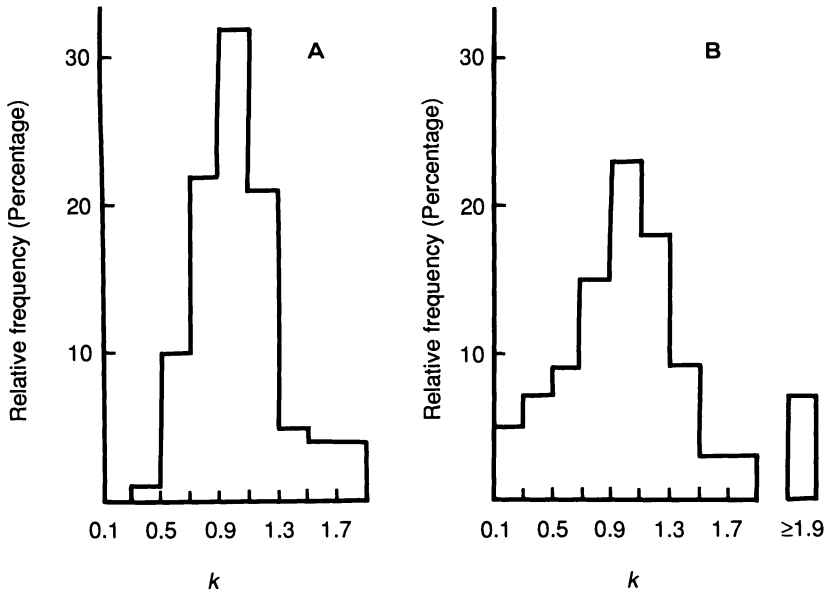 A
Relative frequency (Percentage)
30
20
10
0.1 0.5 0.9 1.3 1.7
k
B
Relative frequency (Percentage)
30
20
10
0.1 0.5 0.9 1.3 1.7 ≥1.9
k